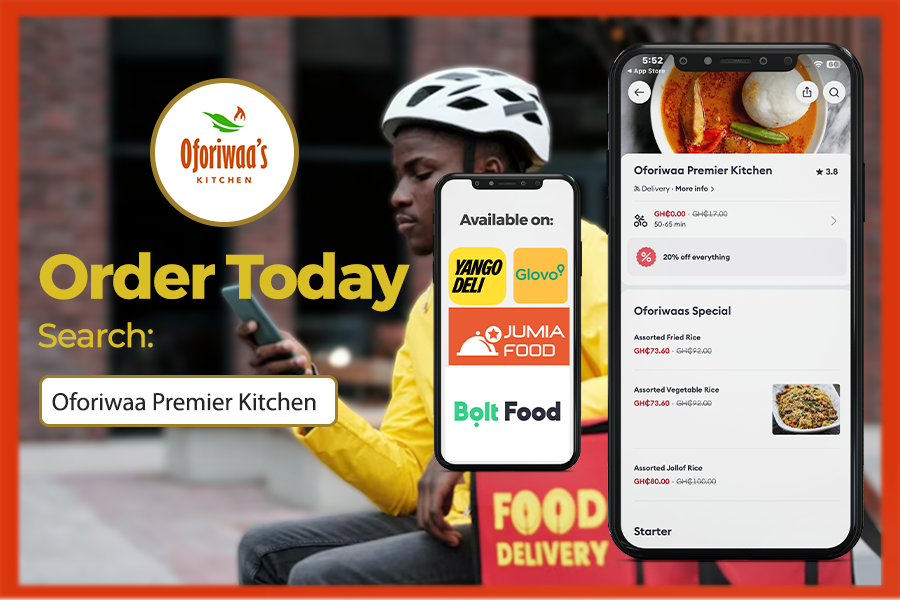 Oforiwaa's
KITCHEN
Order Today
Search:
Oforiwaa Premier Kitchen
Available on:
YANGO
DELI
Glovo
JUMIA
FOOD
Bolt Food
FOOD
DELIVERY
5:52
App Store
Oforiwaa Premier Kitchen
★ 3.8
Delivery · More info
GH₵0.00 · GH₵17.00
50-65 min
%
20% off everything
Oforiwaas Special
Assorted Fried Rice
GH₵73.60 · GH₵92.00
Assorted Vegetable Rice
GH₵73.60 · GH₵92.00
Assorted Jollof Rice
GH₵80.00 · GH₵100.00
Starter